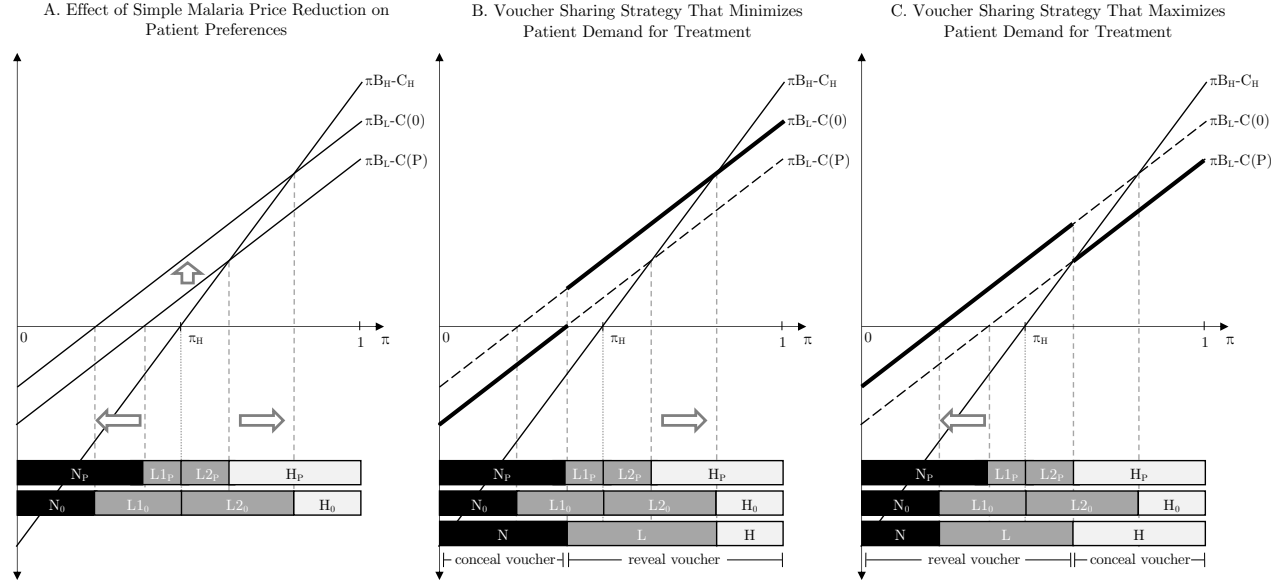 A. Effect of Simple Malaria Price Reduction on
Patient Preferences
πB_H-C_H
πB_L-C(0)
πB_L-C(P)
0
π_H
1
π
N_P
L1_P
L2_P
H_P
N_0
L1_0
L2_0
H_0
B. Voucher Sharing Strategy That Minimizes
Patient Demand for Treatment
πB_H-C_H
πB_L-C(0)
πB_L-C(P)
0
π_H
1
π
N_P
L1_P
L2_P
H_P
N_0
L1_0
L2_0
H_0
N
L
H
conceal voucher
reveal voucher
C. Voucher Sharing Strategy That Maximizes
Patient Demand for Treatment
πB_H-C_H
πB_L-C(0)
πB_L-C(P)
0
π_H
1
π
N_P
L1_P
L2_P
H_P
N_0
L1_0
L2_0
H_0
N
L
H
reveal voucher
conceal voucher